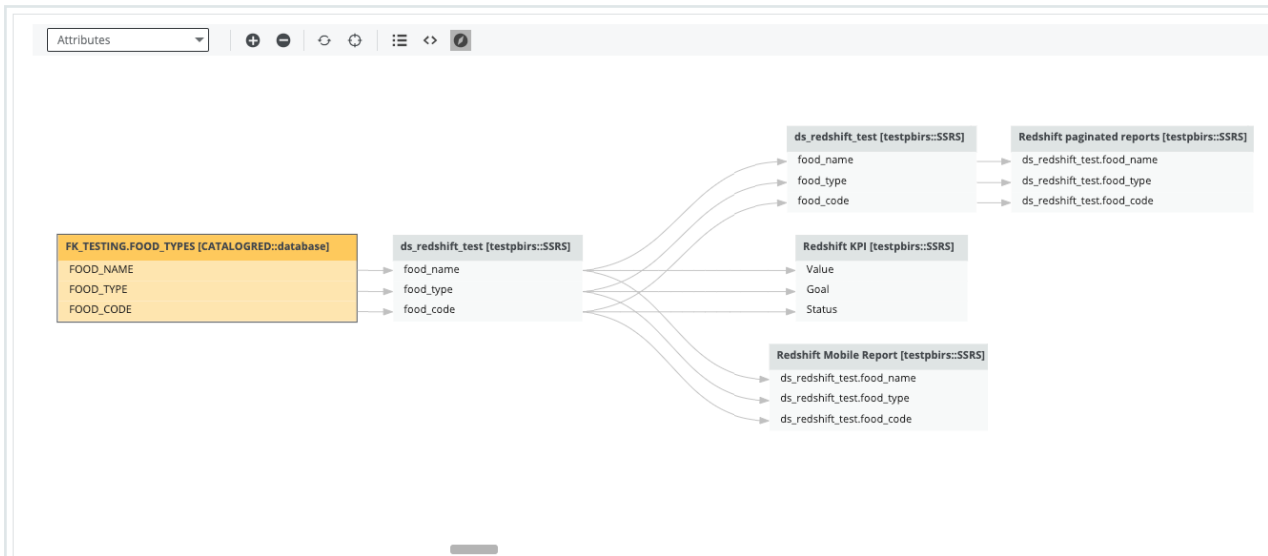 Attributes
ds_redshift_test [testpbirs::SSRS]
food_name
food_type
food_code
Redshift paginated reports [testpbirs::SSRS]
ds_redshift_test.food_name
ds_redshift_test.food_type
ds_redshift_test.food_code
FK_TESTING.FOOD_TYPES [CATALOGRED::database]
FOOD_NAME
FOOD_TYPE
FOOD_CODE
ds_redshift_test [testpbirs::SSRS]
food_name
food_type
food_code
Redshift KPI [testpbirs::SSRS]
Value
Goal
Status
Redshift Mobile Report [testpbirs::SSRS]
ds_redshift_test.food_name
ds_redshift_test.food_type
ds_redshift_test.food_code